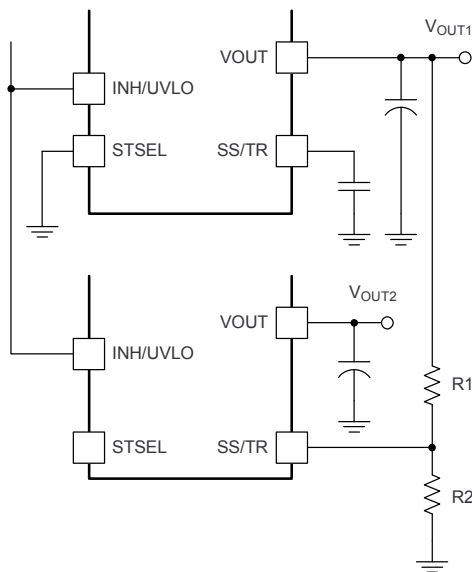 VOUT1
VOUT
INH/UVLO
STSEL
SS/TR
VOUT2
VOUT
INH/UVLO
R1
STSEL
SS/TR
R2